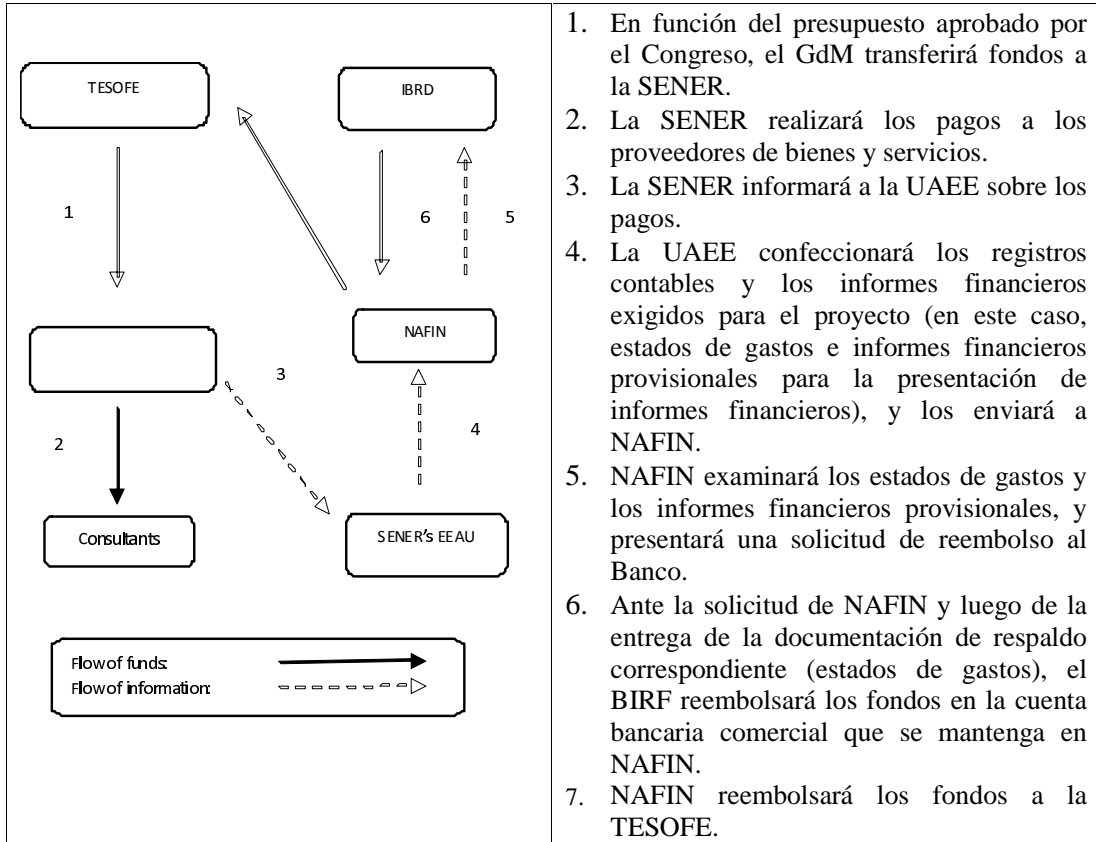 TESOFE
IBRD
1
6
5
NAFIN
3
2
4
Consultants
SENER's EEAU
Flow of funds:
Flow of information:
1. En función del presupuesto aprobado por
el Congreso, el GdM transferirá fondos a
la SENER.
2. La SENER realizará los pagos a los
proveedores de bienes y servicios.
3. La SENER informará a la UAEE sobre los
pagos.
4. La UAEE confeccionará los registros
contables y los informes financieros
exigidos para el proyecto (en este caso,
estados de gastos e informes financieros
provisionales para la presentación de
informes financieros), y los enviará a
NAFIN.
5. NAFIN examinará los estados de gastos y
los informes financieros provisionales, y
presentará una solicitud de reembolso al
Banco.
6. Ante la solicitud de NAFIN y luego de la
entrega de la documentación de respaldo
correspondiente (estados de gastos), el
BIRF reembolsará los fondos en la cuenta
bancaria comercial que se mantenga en
NAFIN.
7. NAFIN reembolsará los fondos a la
TESOFE.